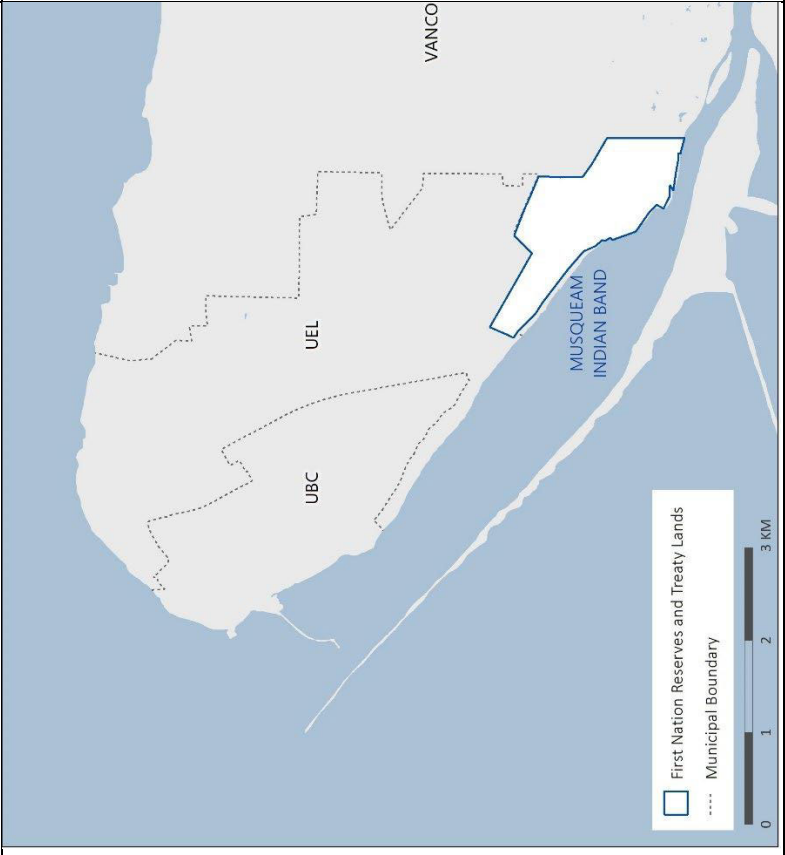 VANCO
UEL
UBC
MUSQUEAM
INDIAN BAND
First Nation Reserves and Treaty Lands
Municipal Boundary
0 1 2 3 KM